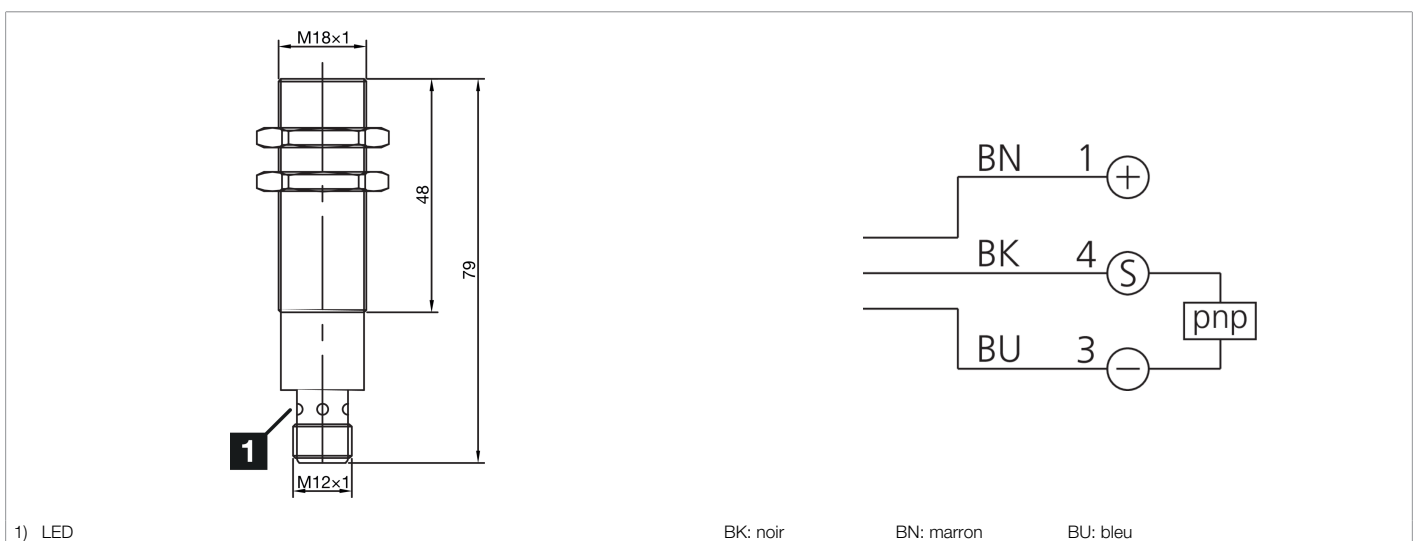 M18×1
48
79
1
M12×1
BN 1 +
BK 4 S
pnp
BU 3 −
1) LED
BK: noir BN: marron BU: bleu